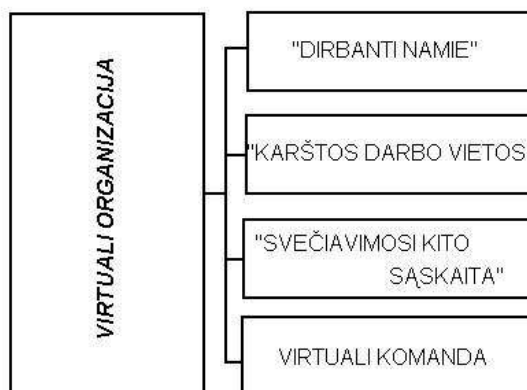 VIRTUALI ORGANIZACIJA
"DIRBANTI NAMIE"
"KARŠTOS DARBO VIETOS
"SVEČIAVIMOSI KITO
SĄSKAITA"
VIRTUALI KOMANDA